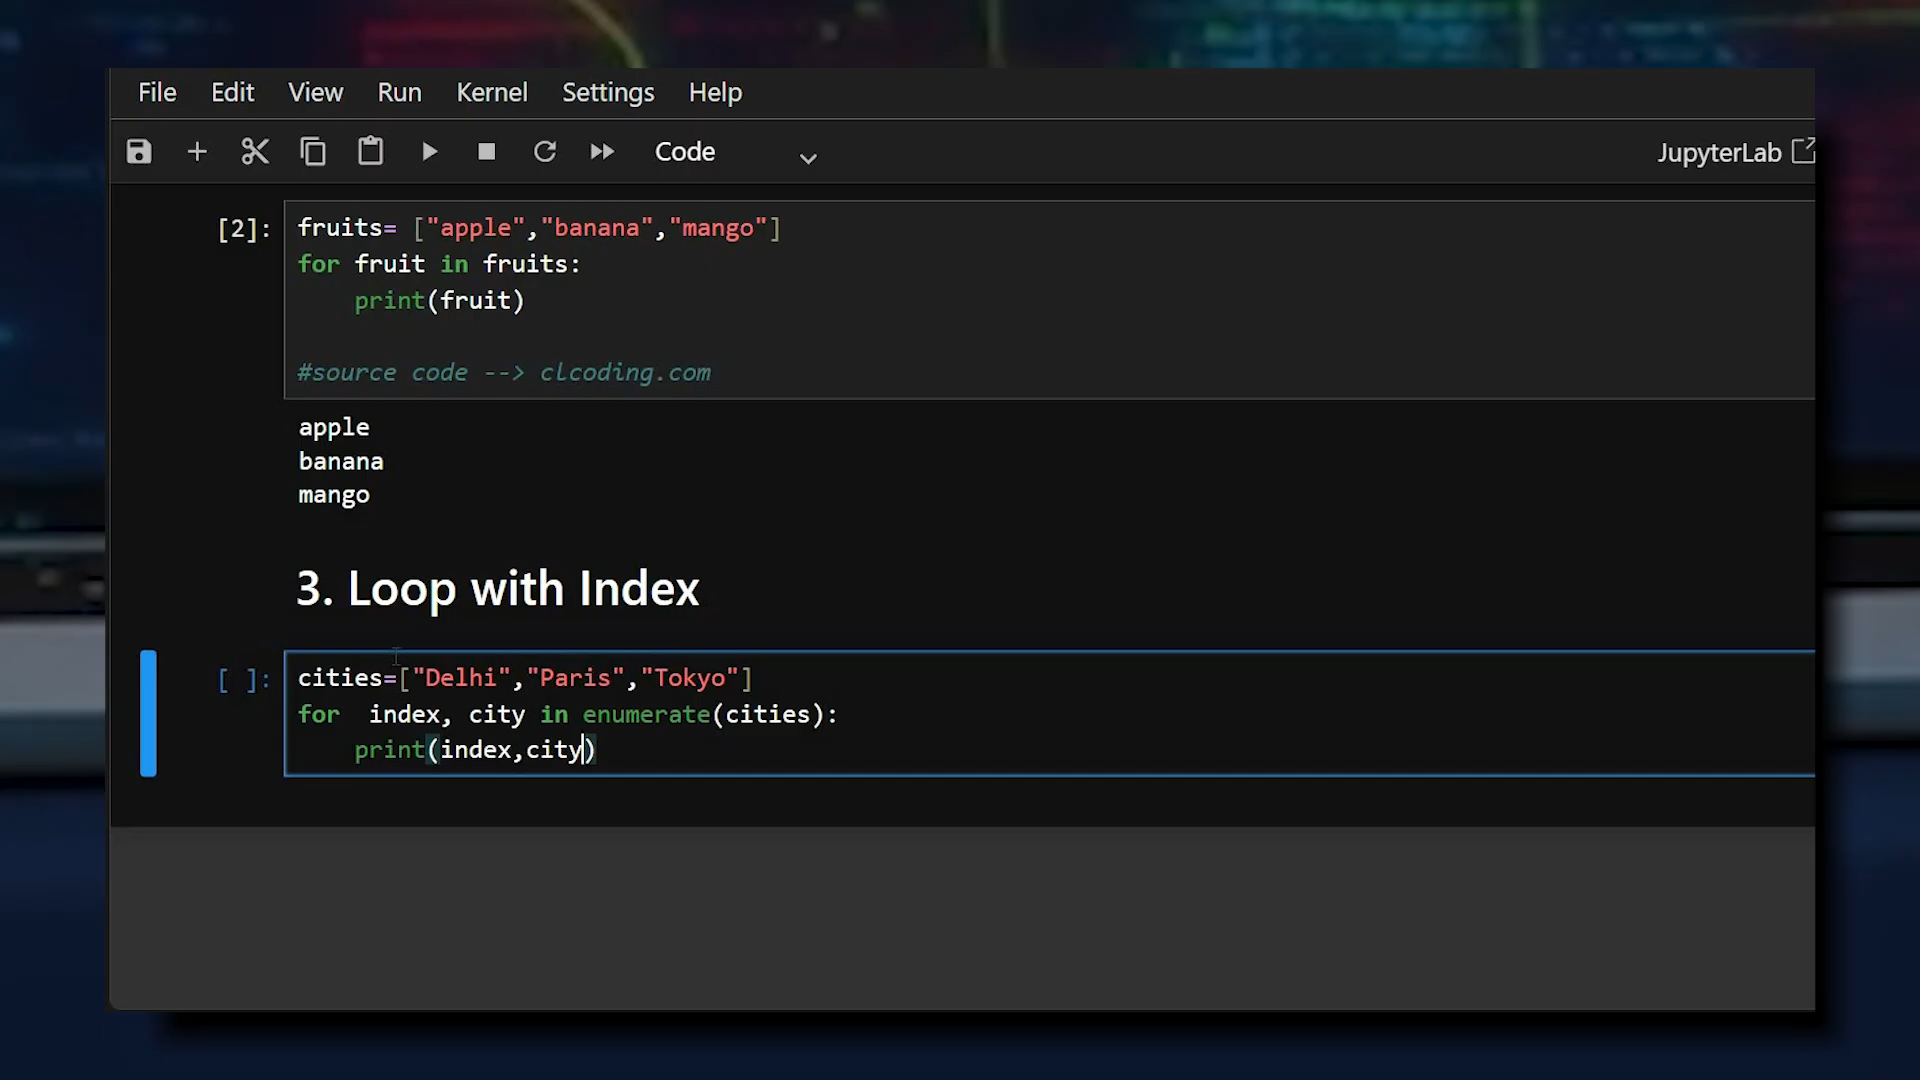 File Edit View Run Kernel Settings Help
Code JupyterLab
[2]: fruits= ["apple","banana","mango"]
for fruit in fruits:
    print(fruit)
#source code --> clcoding.com
apple
banana
mango
3. Loop with Index
[ ]: cities=["Delhi","Paris","Tokyo"]
for  index, city in enumerate(cities):
    print(index,city)